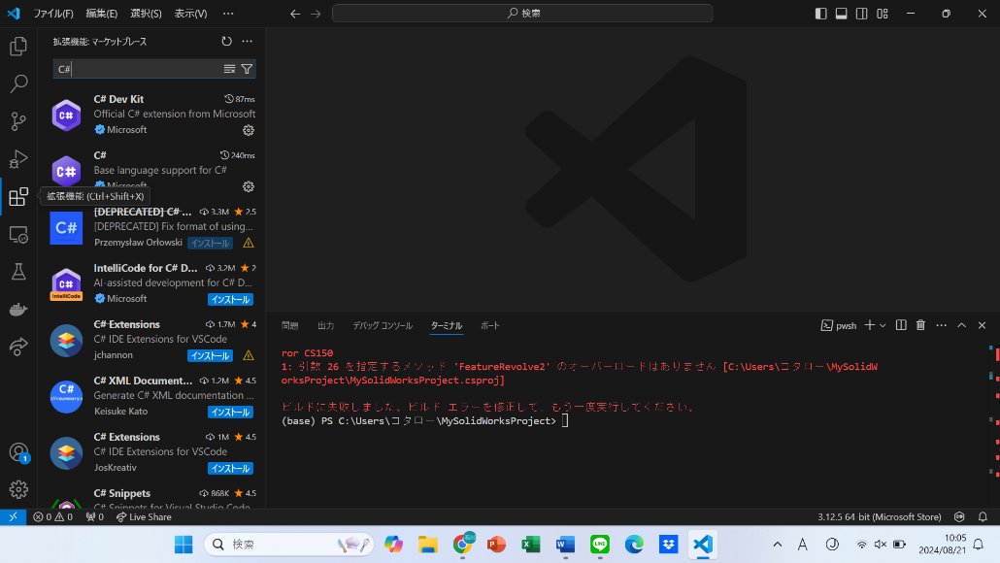 ファイル(F) 編集(E) 選択(S) 表示(V) ···
検索
拡張機能: マーケットプレース
C#
C# Dev Kit 87ms
Official C# extension from Microsoft
Microsoft
C# 240ms
Base language support for C#
Microsoft
拡張機能 (Ctrl+Shift+X)
[DEPRECATED] C# ... 3.3M 2.5
[DEPRECATED] Fix format of using...
Przemysław Orłowski インストール
IntelliCode for C# D... 3.2M 2
AI-assisted development for C# D...
Microsoft インストール
C# Extensions 1.7M 4
C# IDE Extensions for VSCode
jchannon インストール
C# XML Document... 1.2M 4.5
Generate C# XML documentation ...
Keisuke Kato インストール
C# Extensions 1M 4.5
C# IDE Extensions for VSCode
JosKreativ インストール
C# Snippets 868K 4.5
C# Snippets for Visual Studio Code
問題 出力 デバッグ コンソール ターミナル ポート
pwsh
ror CS150
1: 引数 26 を指定するメソッド 'FeatureRevolve2' のオーバーロードはありません [C:\Users\コタロー\MySolidW
orksProject\MySolidWorksProject.csproj]
ビルドに失敗しました。ビルド エラーを修正して、もう一度実行してください。
(base) PS C:\Users\コタロー\MySolidWorksProject>
0 0 0 Live Share
3.12.5 64 bit (Microsoft Store)
検索
10:05
2024/08/21